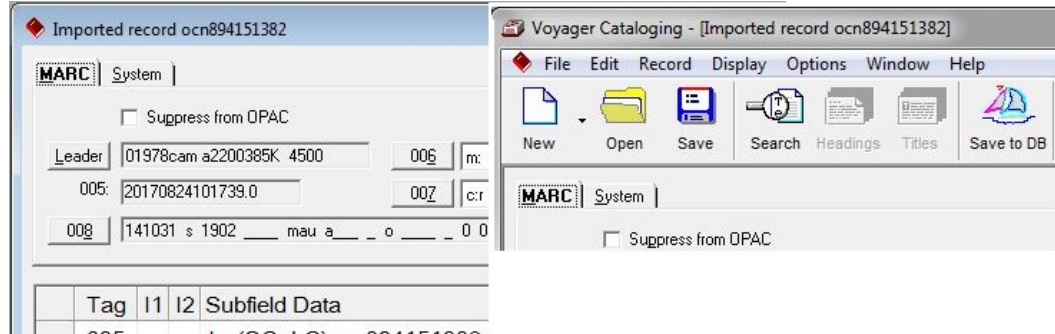 Imported record ocn894151382
MARC System
Suppress from OPAC
Leader 01978cam a2200385K 4500 006 m:
005: 20170824101739.0 007 c:r
008 141031 s 1902 ____ mau a___ _ o ____ _ 0 0
Tag I1 I2 Subfield Data
Voyager Cataloging - [Imported record ocn894151382]
File Edit Record Display Options Window Help
New Open Save Search Headings Titles Save to DB
MARC System
Suppress from OPAC